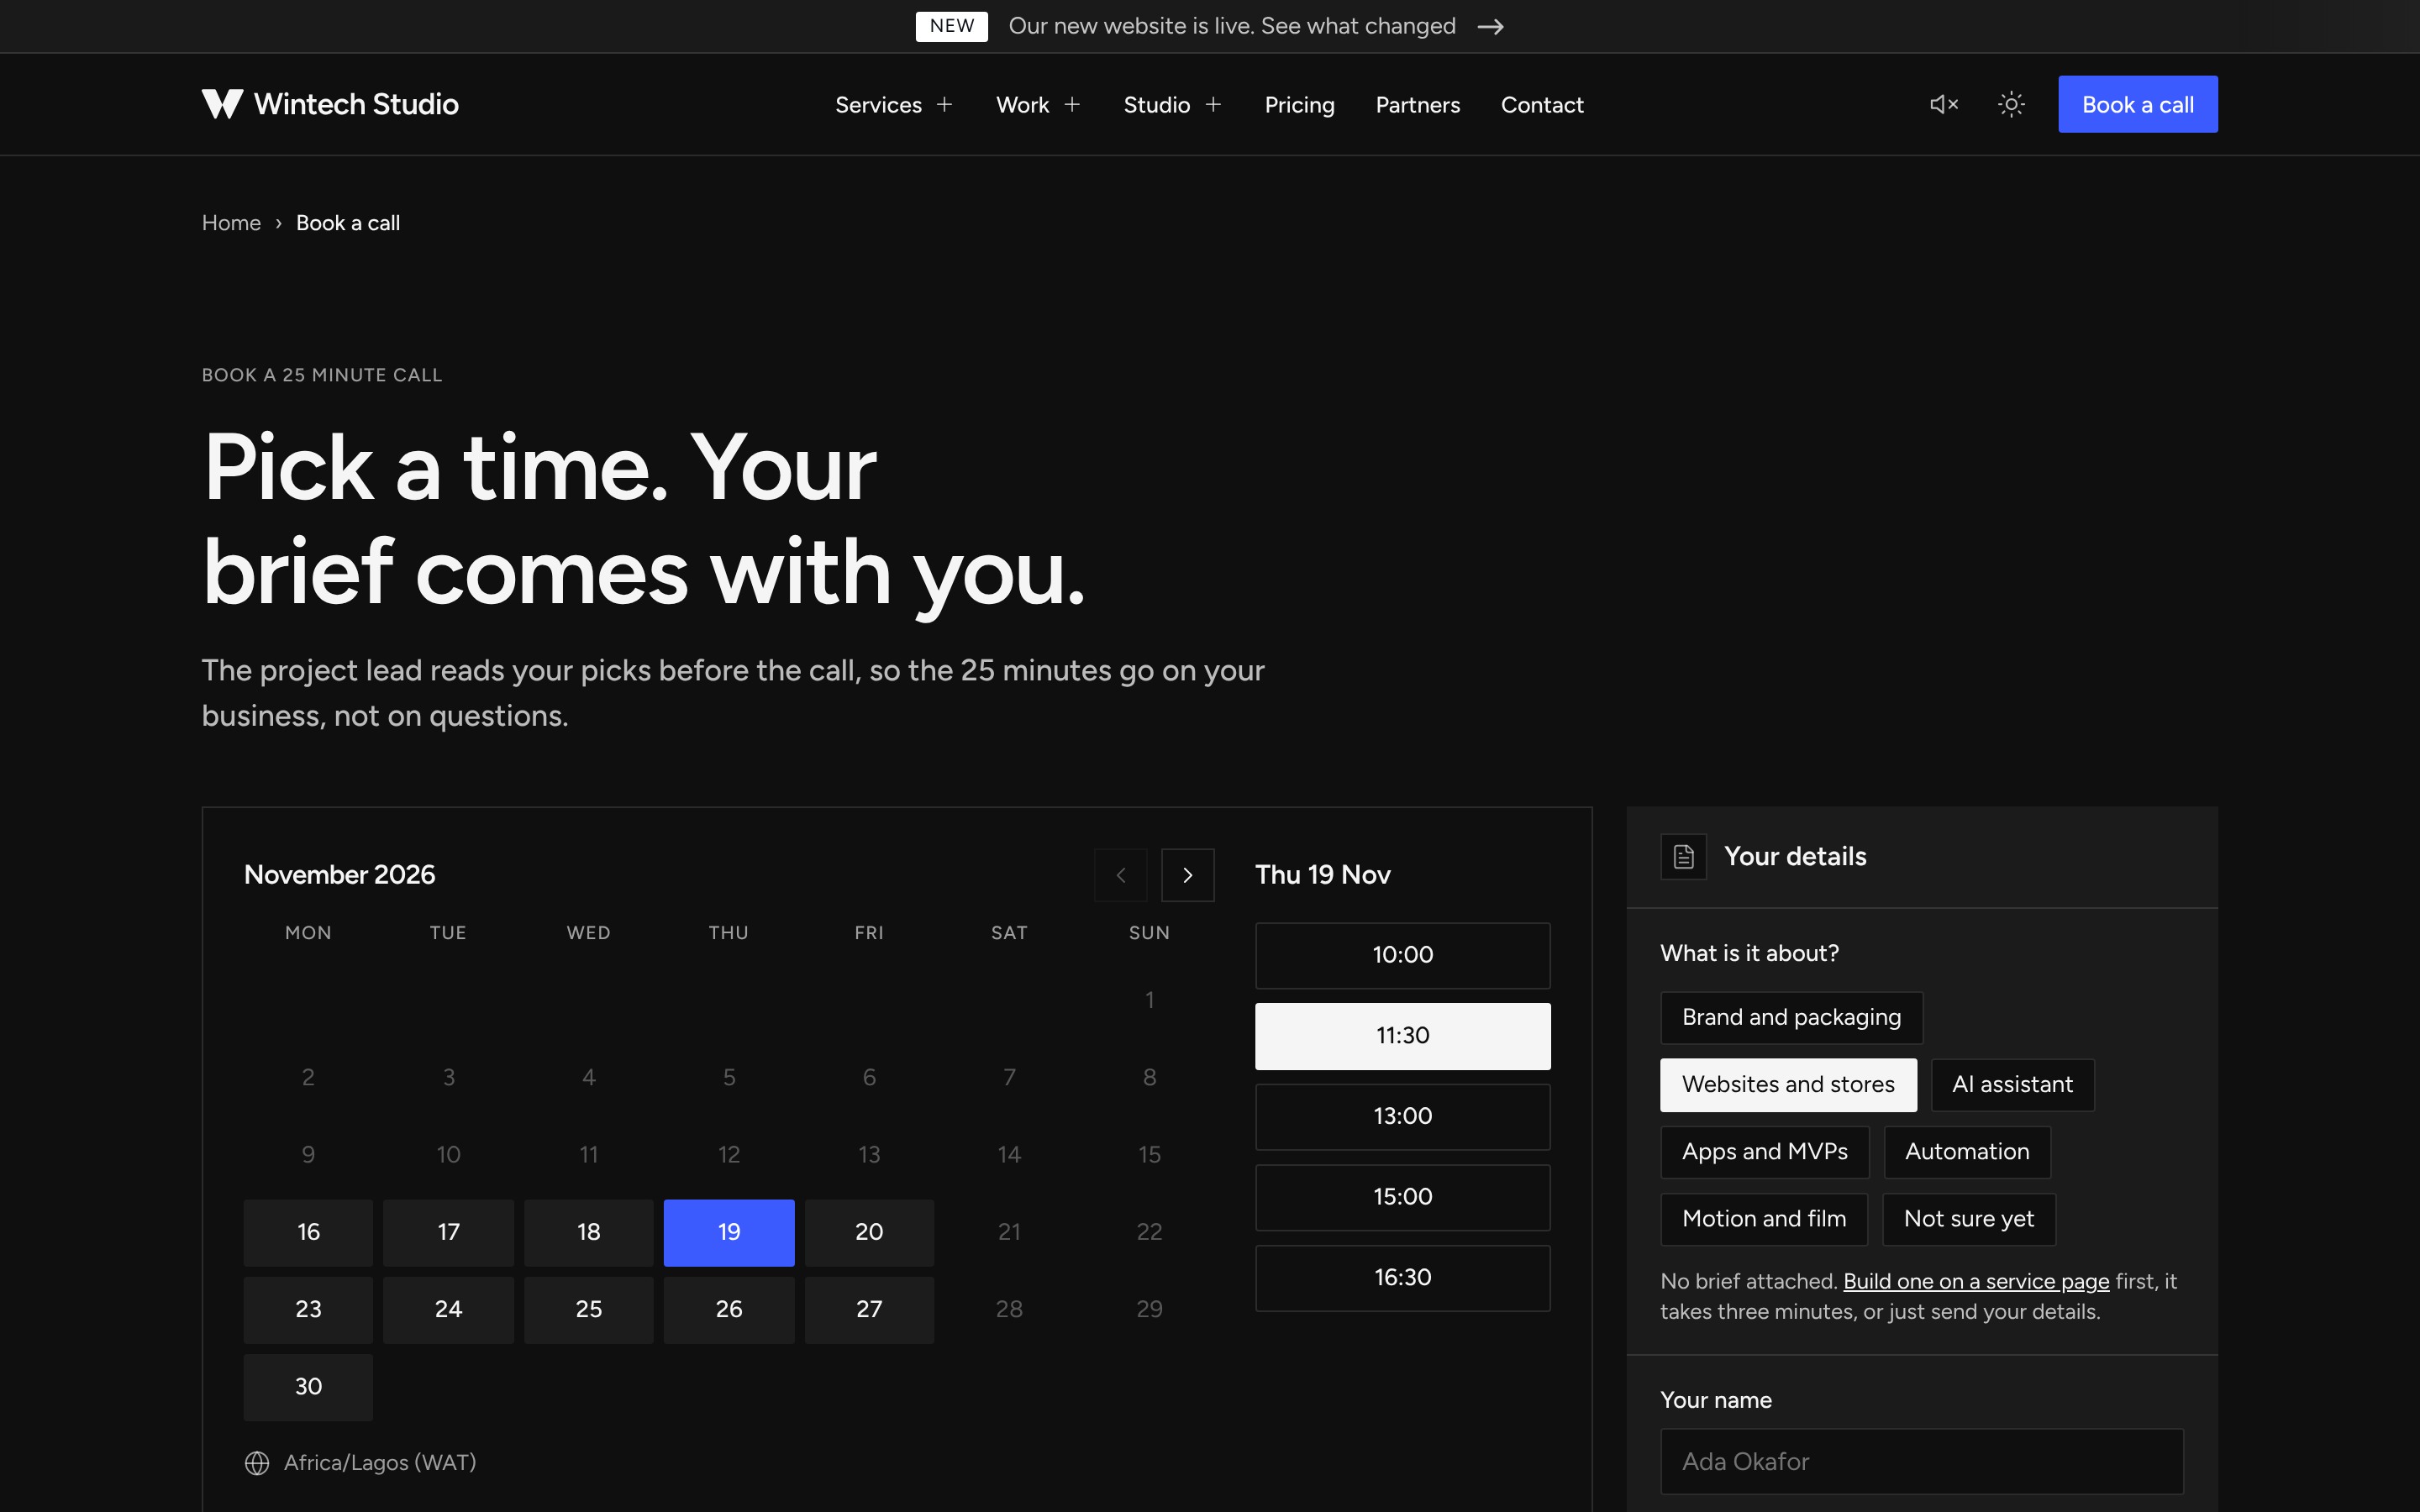 NEW Our new website is live. See what changed →
Wintech Studio
Services + Work + Studio + Pricing Partners Contact
Book a call
Home › Book a call
BOOK A 25 MINUTE CALL
Pick a time. Your
brief comes with you.
The project lead reads your picks before the call, so the 25 minutes go on your
business, not on questions.
November 2026
MON TUE WED THU FRI SAT SUN
1
2 3 4 5 6 7 8
9 10 11 12 13 14 15
16 17 18 19 20 21 22
23 24 25 26 27 28 29
30
Africa/Lagos (WAT)
Thu 19 Nov
10:00
11:30
13:00
15:00
16:30
Your details
What is it about?
Brand and packaging
Websites and stores AI assistant
Apps and MVPs Automation
Motion and film Not sure yet
No brief attached. Build one on a service page first, it
takes three minutes, or just send your details.
Your name
Ada Okafor